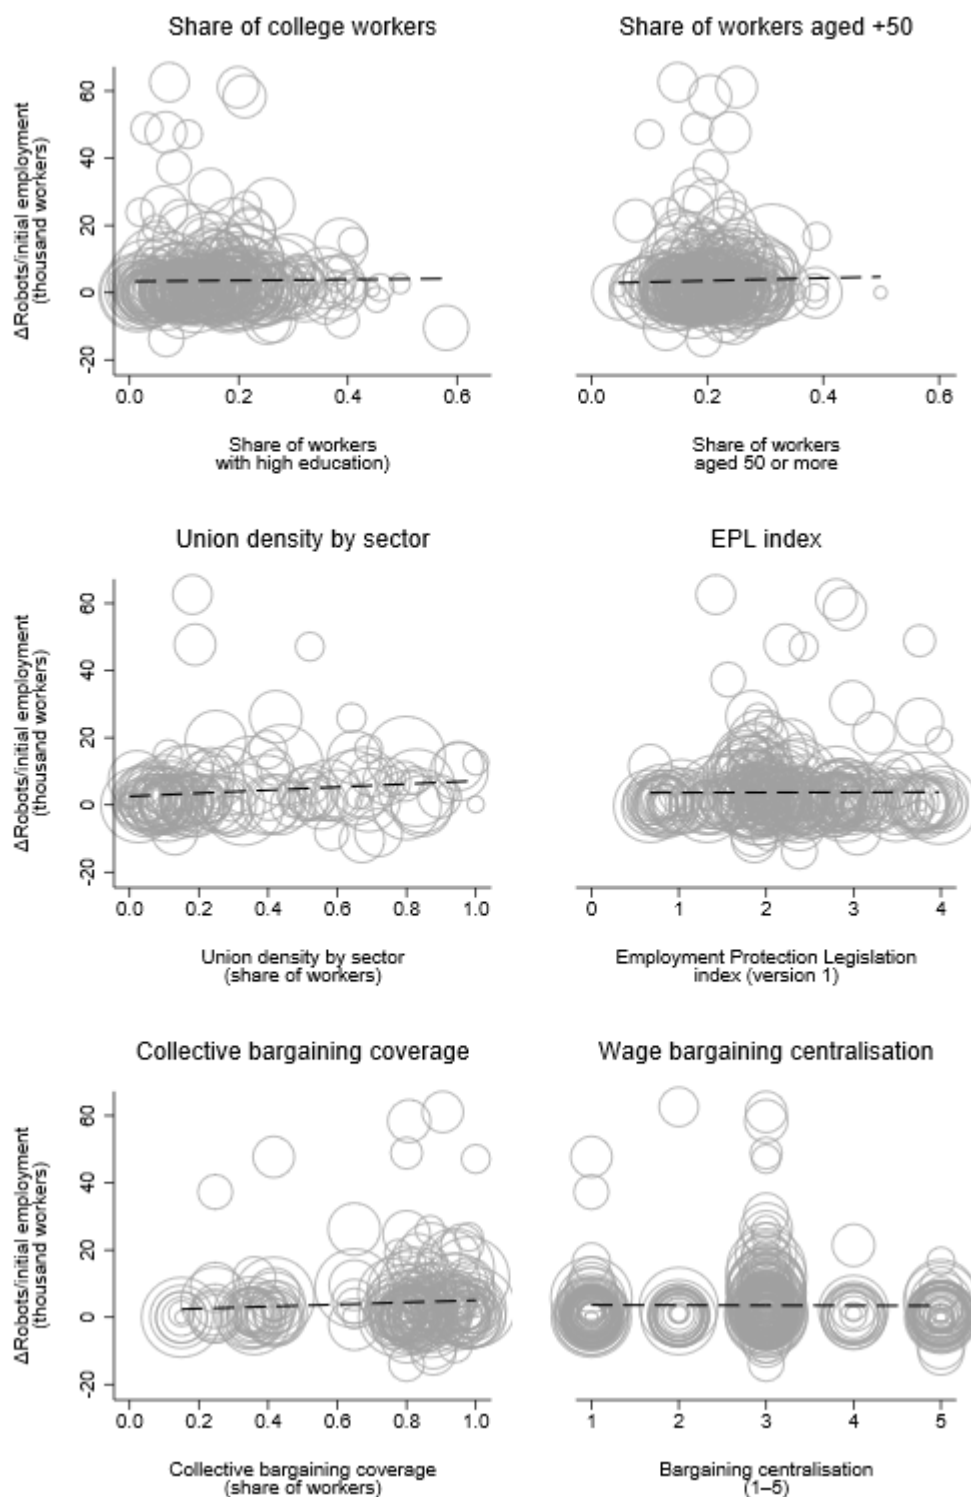 Share of college workers
Share of workers aged +50
ΔRobots/initial employment
(thousand workers)
60
40
20
0
-20
0.0 0.2 0.4 0.6
0.0 0.2 0.4 0.6
Share of workers
with high education)
Share of workers
aged 50 or more
Union density by sector
EPL index
ΔRobots/initial employment
(thousand workers)
60
40
20
0
-20
0.0 0.2 0.4 0.6 0.8 1.0
0 1 2 3 4
Union density by sector
(share of workers)
Employment Protection Legislation
index (version 1)
Collective bargaining coverage
Wage bargaining centralisation
ΔRobots/initial employment
(thousand workers)
60
40
20
0
-20
0.0 0.2 0.4 0.6 0.8 1.0
1 2 3 4 5
Collective bargaining coverage
(share of workers)
Bargaining centralisation
(1–5)